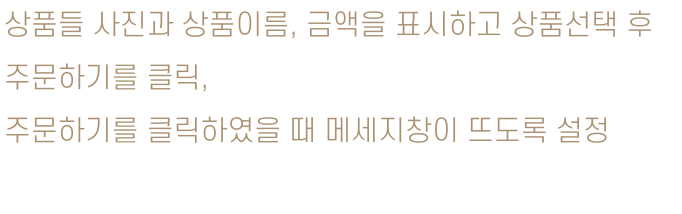 상품들 사진과 상품이름, 금액을 표시하고 상품선택 후
주문하기를 클릭,
주문하기를 클릭하였을 때 메세지창이 뜨도록 설정